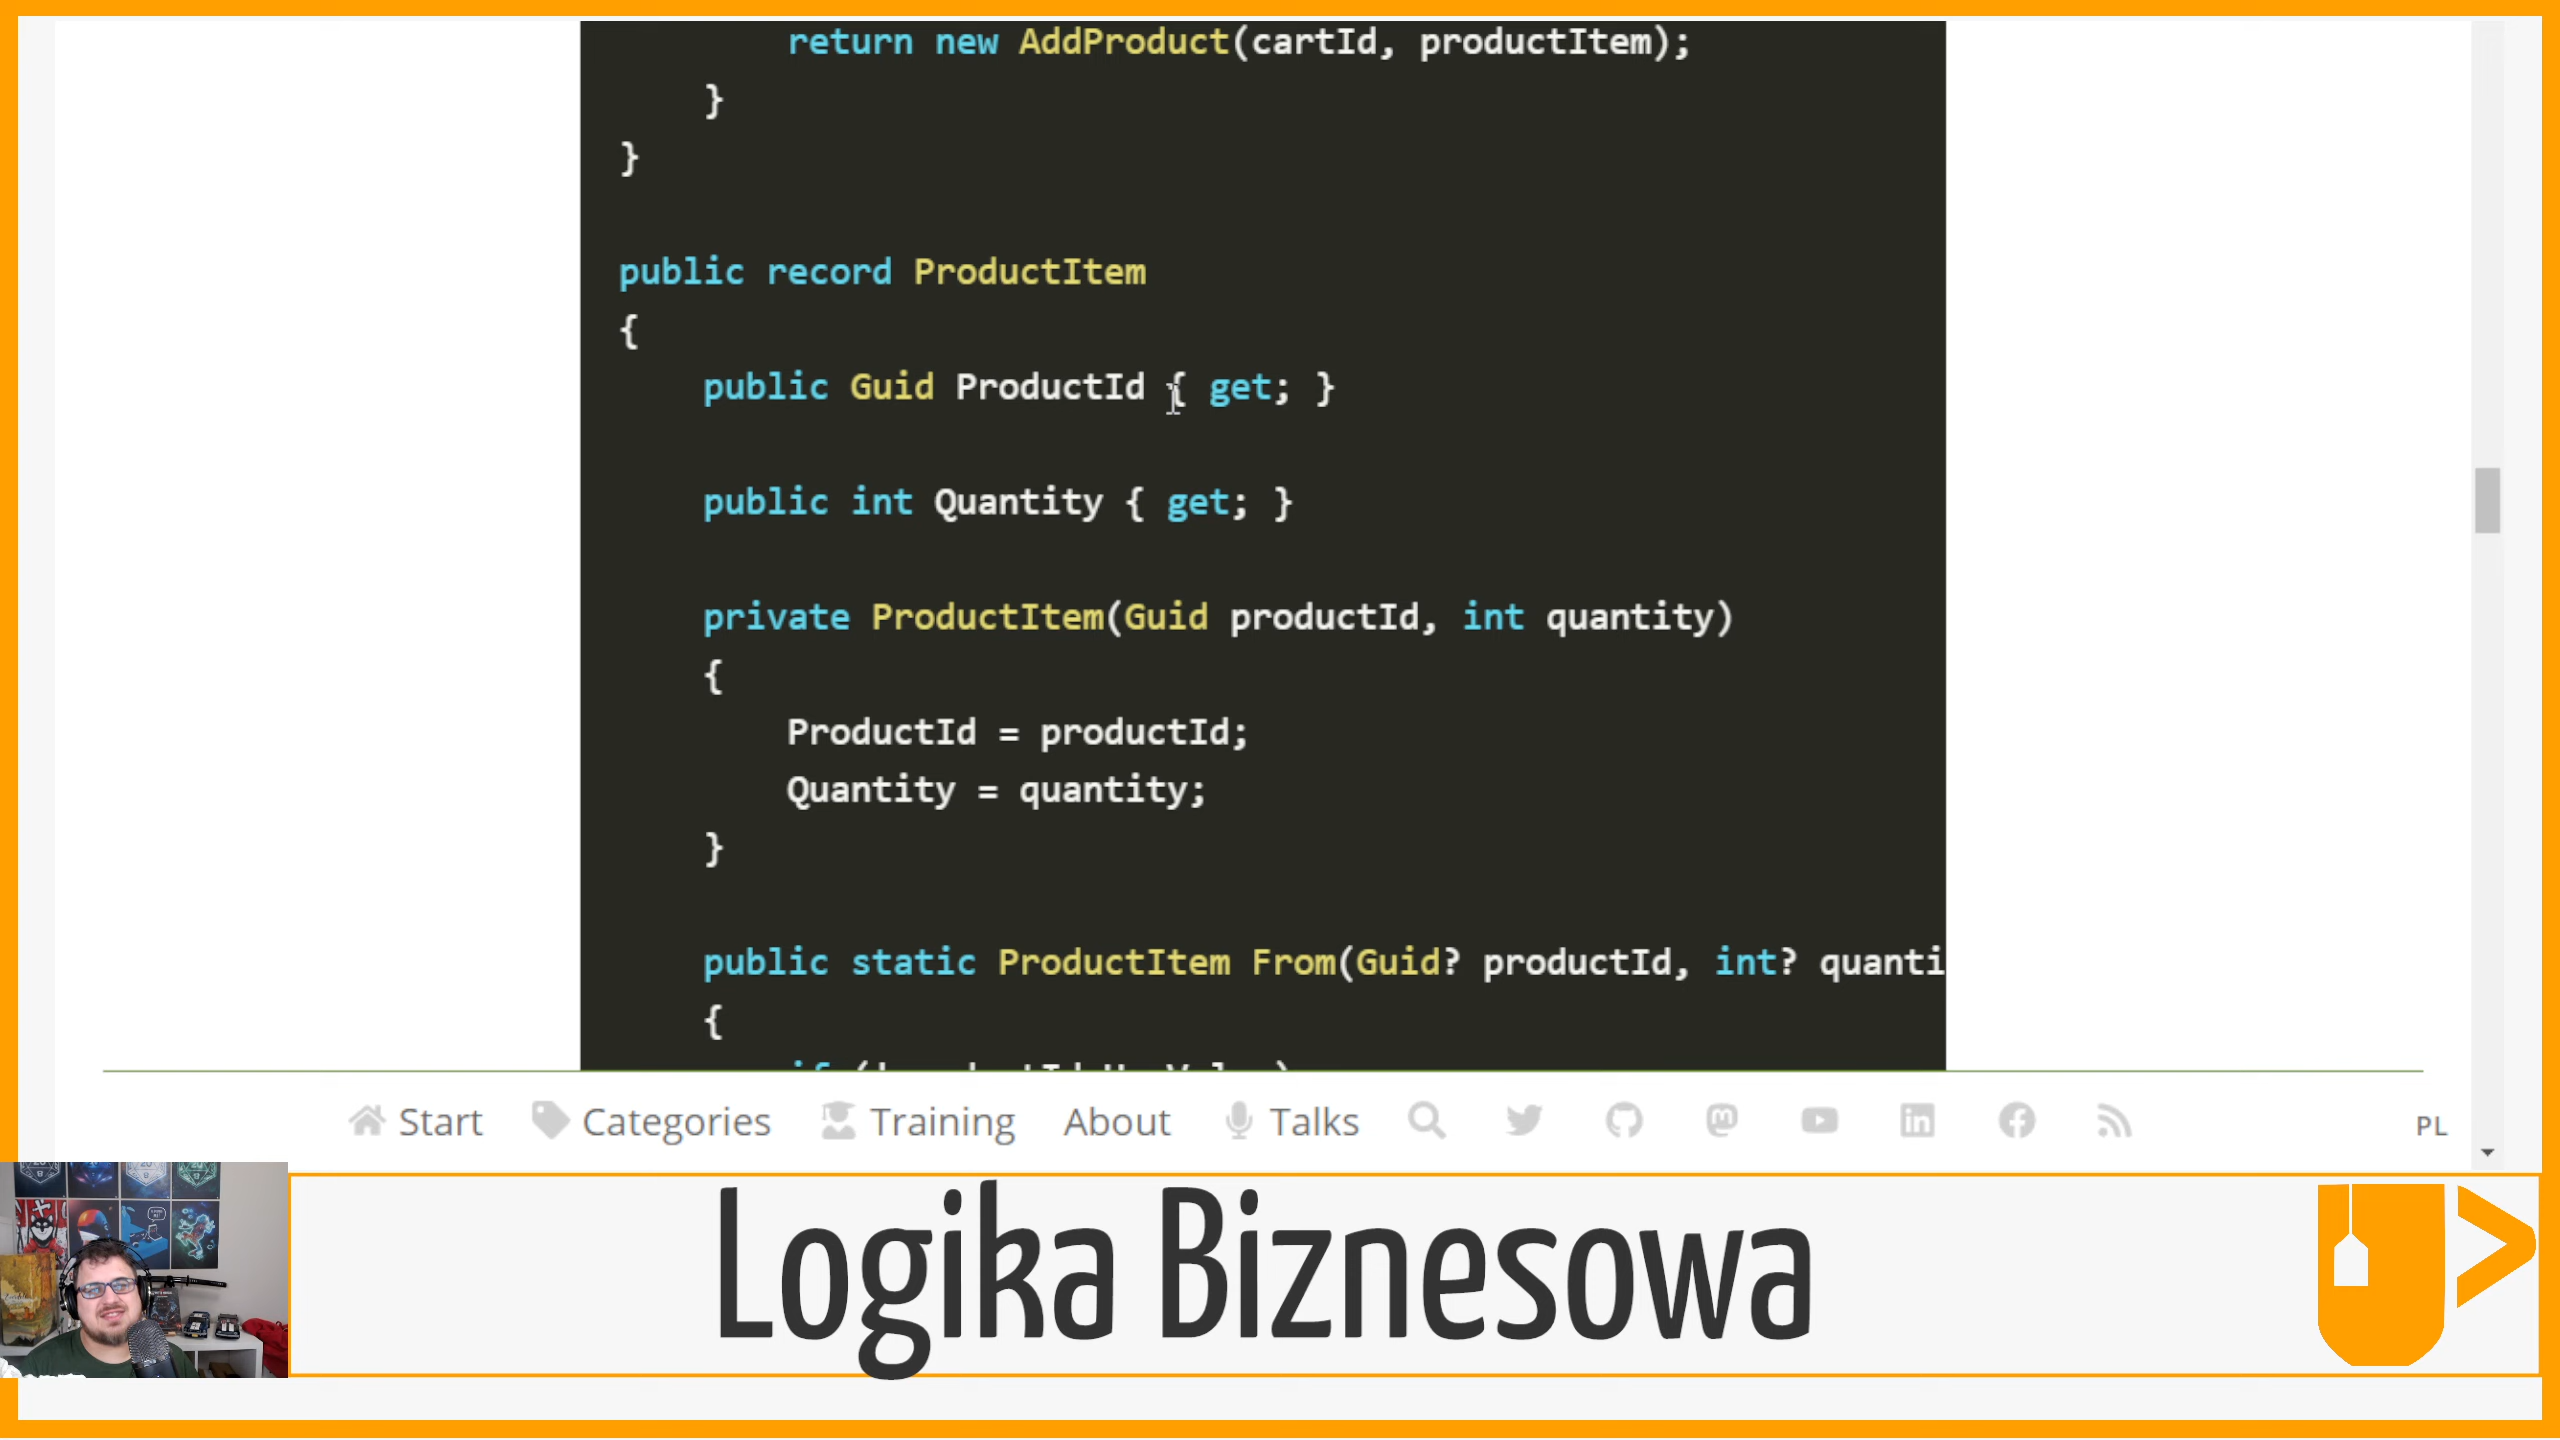 return new AddProduct(cartId, productItem);
}
}
public record ProductItem
{
public Guid ProductId { get; }
public int Quantity { get; }
private ProductItem(Guid productId, int quantity)
{
ProductId = productId;
Quantity = quantity;
}
public static ProductItem From(Guid? productId, int? quanti
{
Start Categories Training About Talks PL
Logika Biznesowa